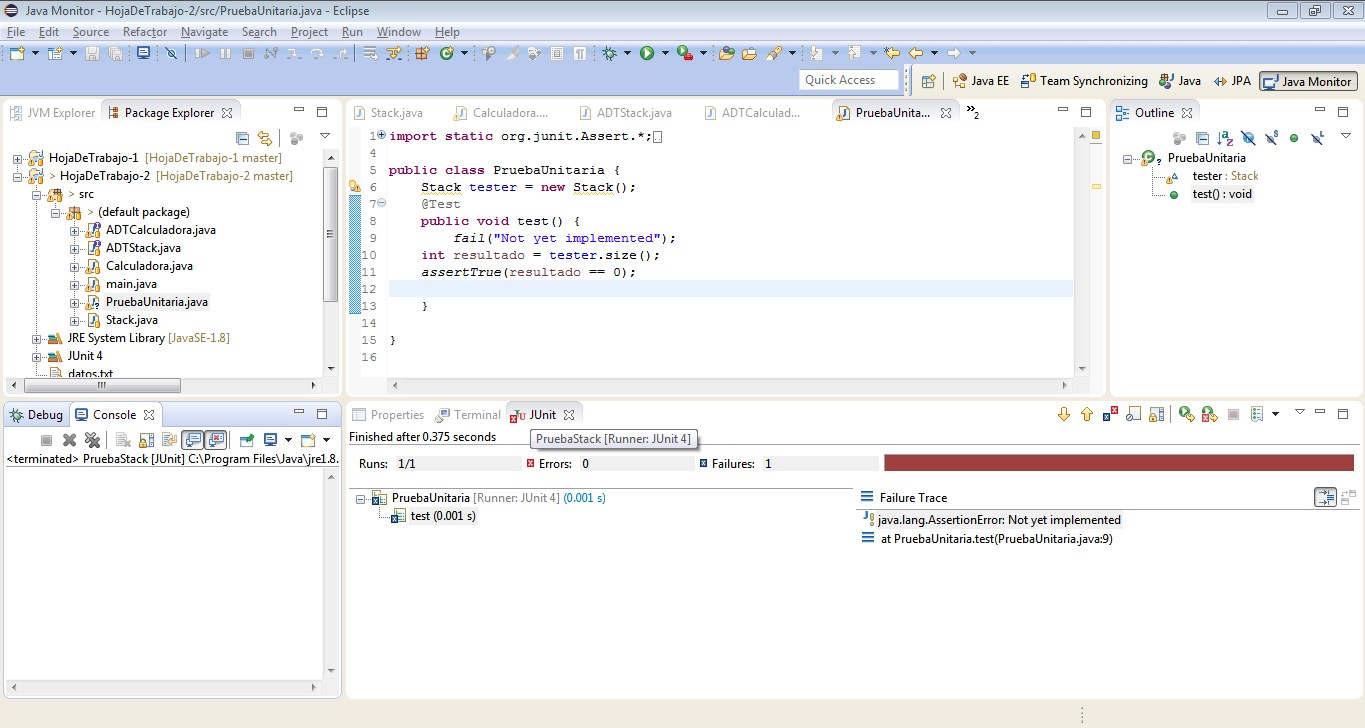 Java Monitor - HojaDeTrabajo-2/src/PruebaUnitaria.java - Eclipse
File Edit Source Refactor Navigate Search Project Run Window Help
Quick Access
Java EE Team Synchronizing Java JPA Java Monitor
JVM Explorer Package Explorer
HojaDeTrabajo-1 [HojaDeTrabajo-1 master]
> HojaDeTrabajo-2 [HojaDeTrabajo-2 master]
> src
> (default package)
ADTCalculadora.java
ADTStack.java
Calculadora.java
main.java
PruebaUnitaria.java
Stack.java
JRE System Library [JavaSE-1.8]
JUnit 4
datos.txt
Stack.java Calculadora.... ADTStack.java ADTCalculad... PruebaUnita... »2
1 import static org.junit.Assert.*;
4
5 public class PruebaUnitaria {
6 Stack tester = new Stack();
7 @Test
8 public void test() {
9 fail("Not yet implemented");
10 int resultado = tester.size();
11 assertTrue(resultado == 0);
12
13 }
14
15 }
16
Outline
PruebaUnitaria
tester : Stack
test() : void
Debug Console
<terminated> PruebaStack [JUnit] C:\Program Files\Java\jre1.8.
Properties Terminal JUnit
Finished after 0.375 seconds
PruebaStack [Runner: JUnit 4]
Runs: 1/1 Errors: 0 Failures: 1
PruebaUnitaria [Runner: JUnit 4] (0.001 s)
test (0.001 s)
Failure Trace
java.lang.AssertionError: Not yet implemented
at PruebaUnitaria.test(PruebaUnitaria.java:9)